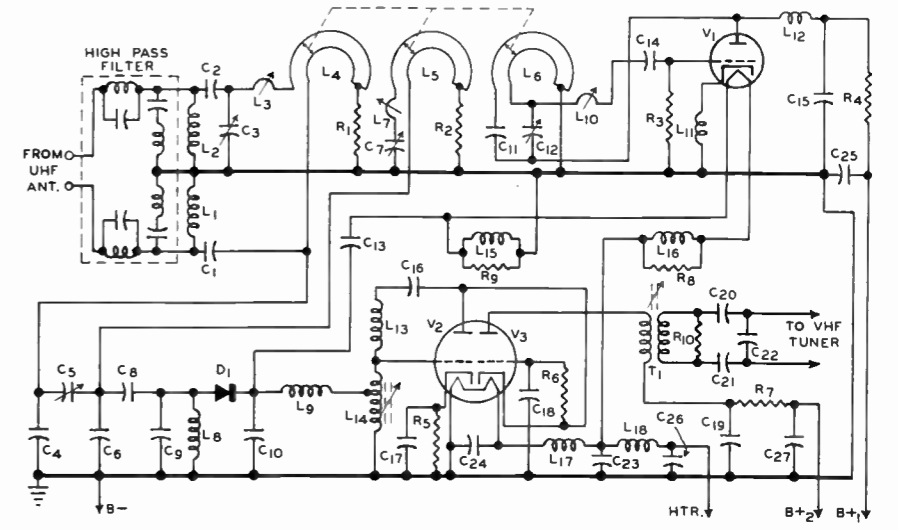 HIGH PASS
FILTER
FROM
UHF
ANT.
C2
L3
L4
L5
L6
L10
C14
V1
L12
C3
L2
R1
L7
C7
R2
C11
C12
R3
L11
C15
R4
C25
L1
C1
C13
L15
R9
L16
R8
C16
L13
V2
V3
C20
R10
C21
C22
T1
TO VHF
TUNER
C5
C8
D1
L9
L14
R6
R5
C18
R7
C4
C6
C9
L8
C10
C17
C24
L17
C23
L18
C26
C19
C27
B-
HTR.
B+2
B+1